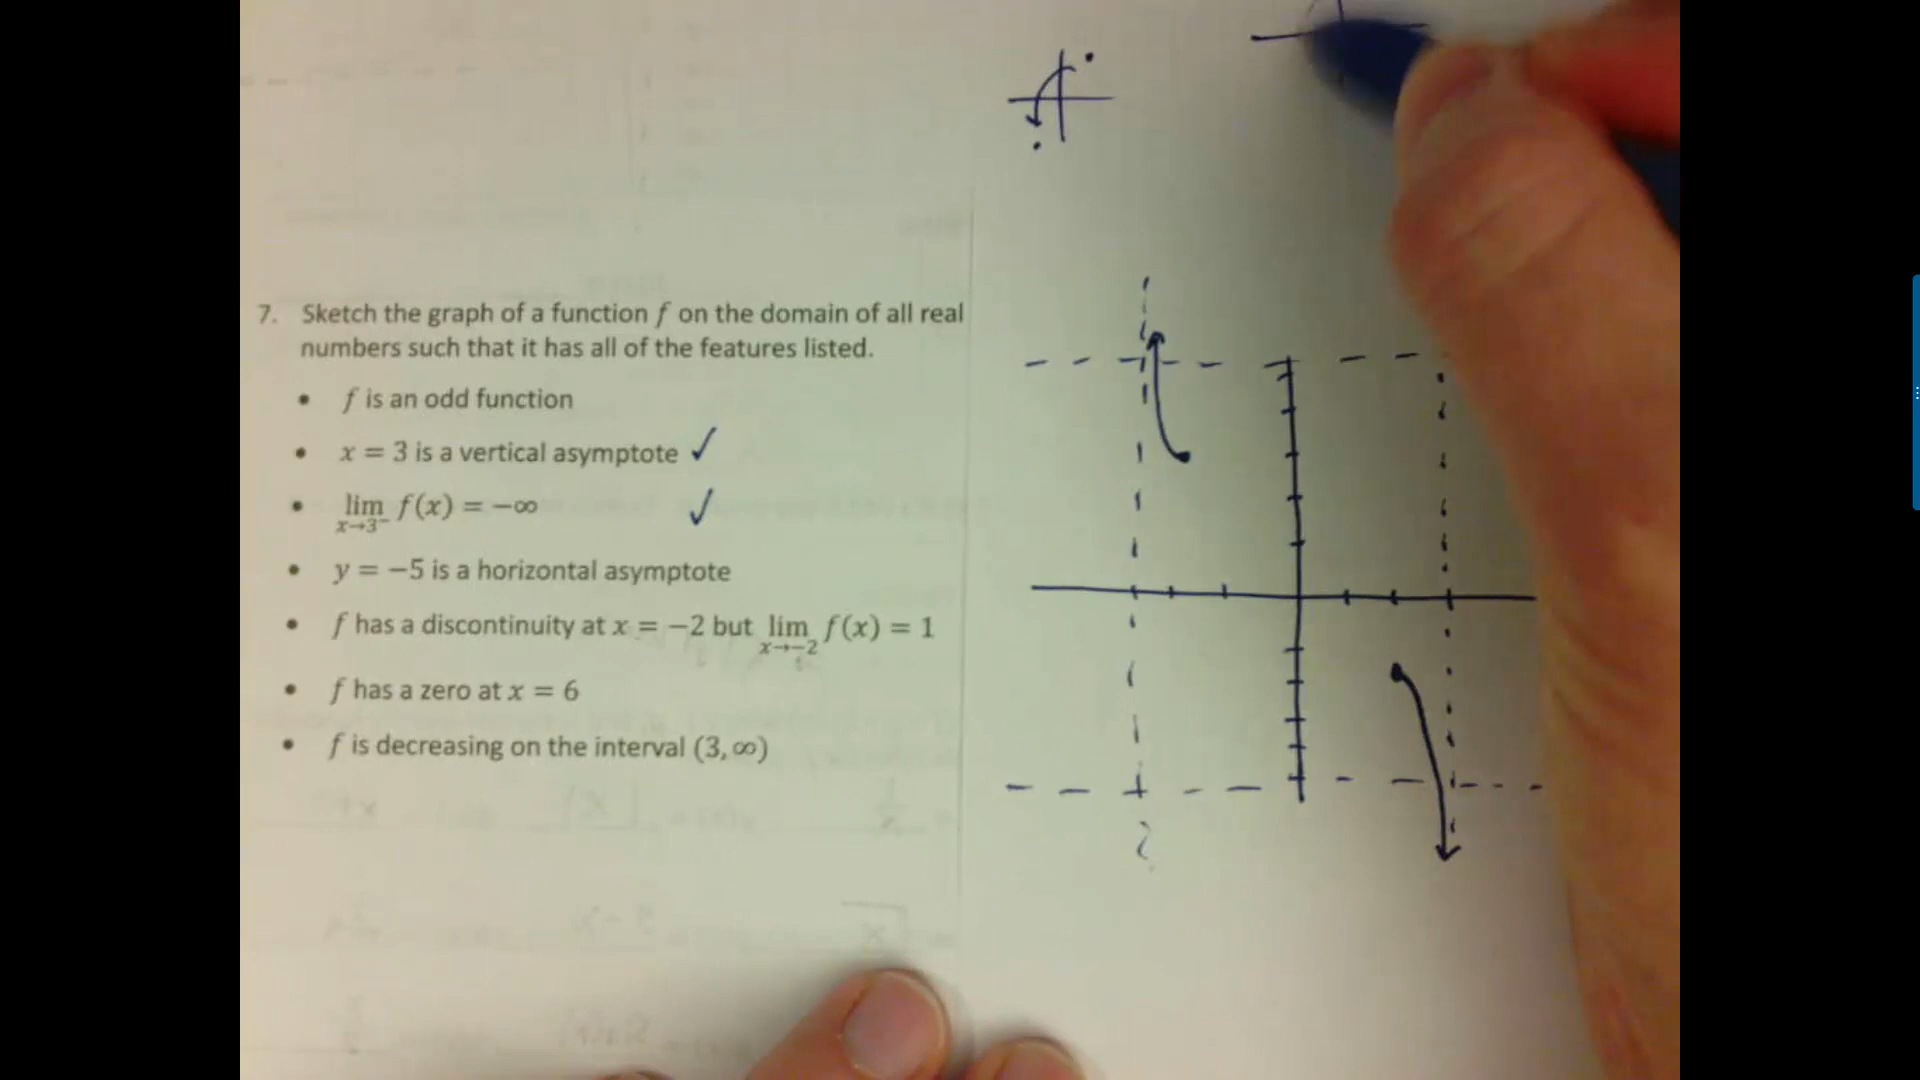 7. Sketch the graph of a function f on the domain of all real
numbers such that it has all of the features listed.
• f is an odd function
• x = 3 is a vertical asymptote ✓
• lim x→3⁻ f(x) = −∞ ✓
• y = −5 is a horizontal asymptote
• f has a discontinuity at x = −2 but lim x→−2 f(x) = 1
• f has a zero at x = 6
• f is decreasing on the interval (3, ∞)